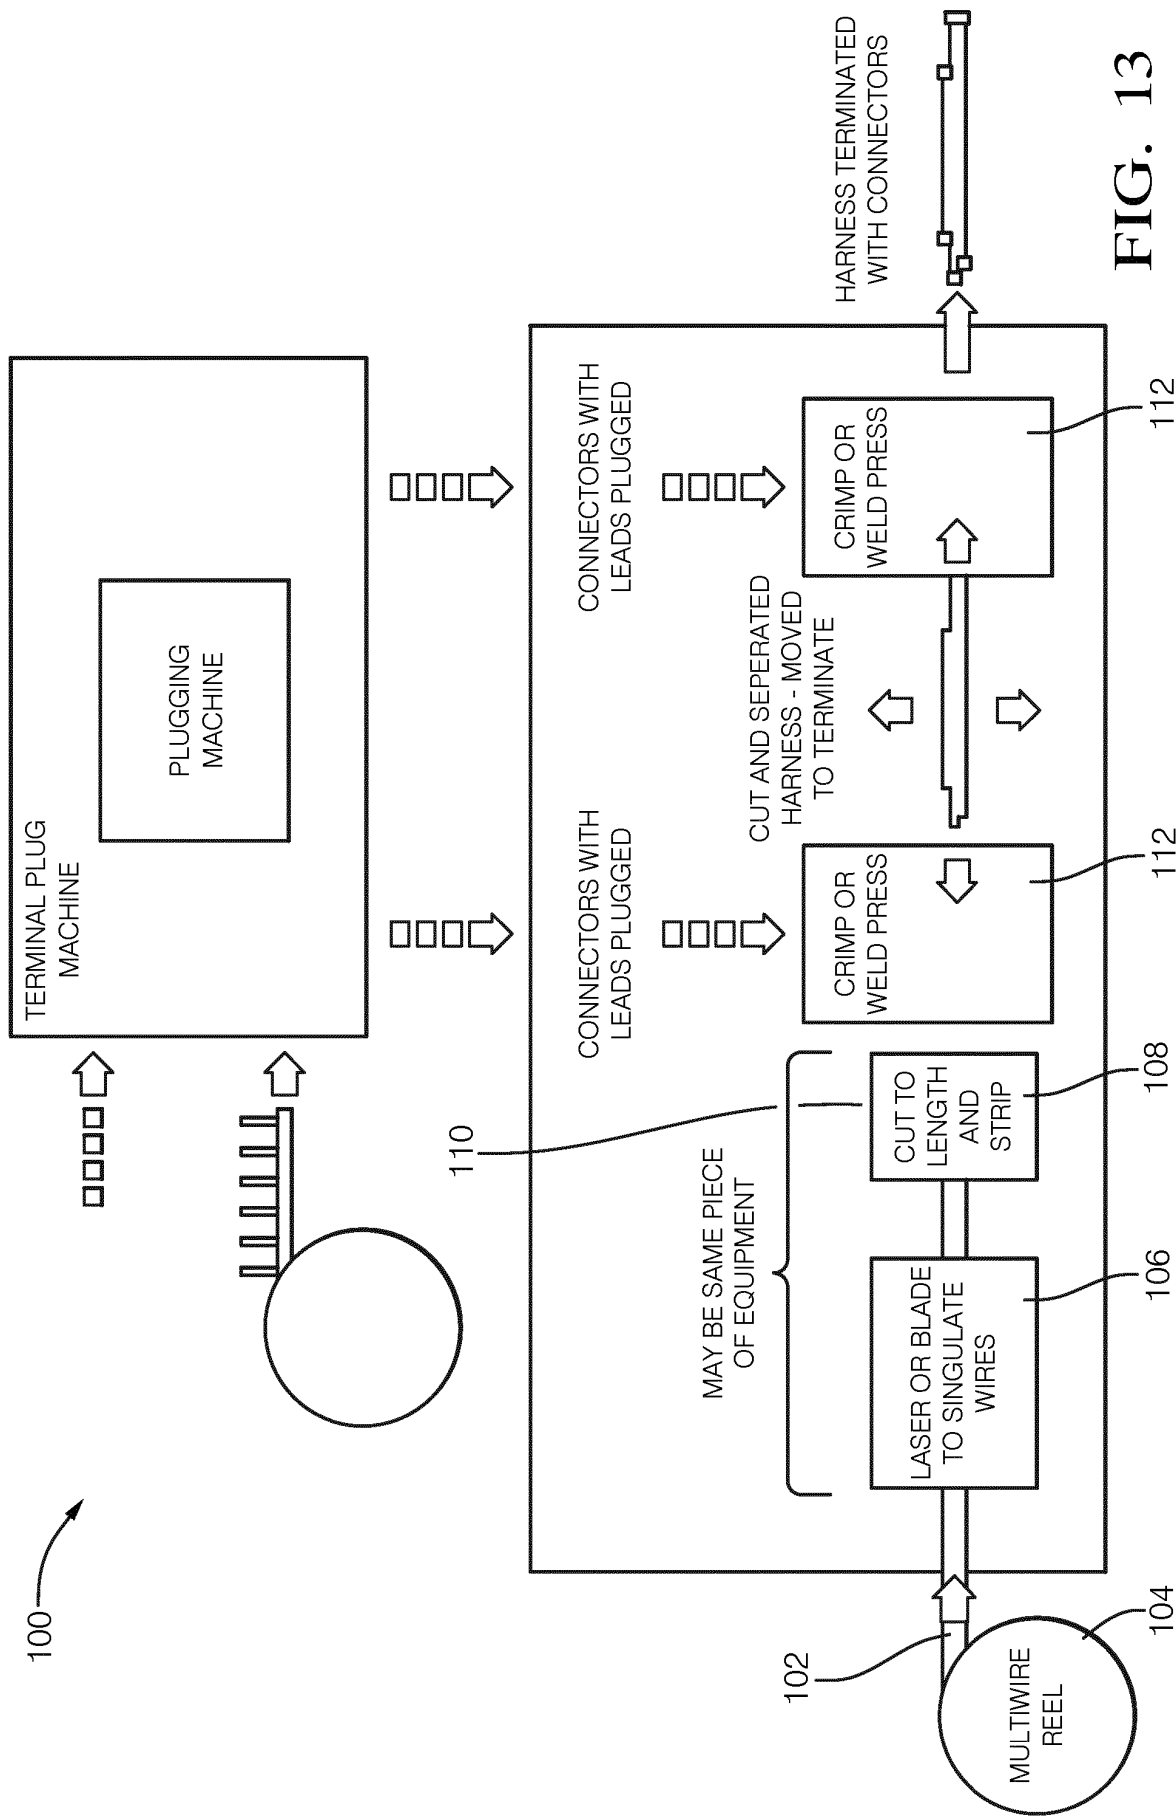 100
TERMINAL PLUG
MACHINE
PLUGGING
MACHINE
CONNECTORS WITH
LEADS PLUGGED
CONNECTORS WITH
LEADS PLUGGED
MAY BE SAME PIECE
OF EQUIPMENT
110
CUT AND SEPERATED
HARNESS - MOVED
TO TERMINATE
HARNESS TERMINATED
WITH CONNECTORS
102
MULTIWIRE
REEL
104
LASER OR BLADE
TO SINGULATE
WIRES
106
CUT TO
LENGTH
AND
STRIP
108
CRIMP OR
WELD PRESS
112
CRIMP OR
WELD PRESS
112
FIG. 13